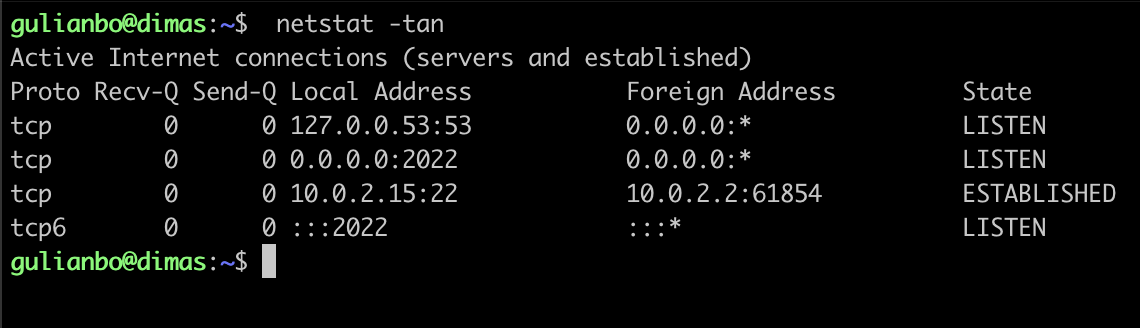 gulianbo@dimas:~$  netstat -tan
Active Internet connections (servers and established)
Proto Recv-Q Send-Q Local Address           Foreign Address         State
tcp        0      0 127.0.0.53:53           0.0.0.0:*               LISTEN
tcp        0      0 0.0.0.0:2022            0.0.0.0:*               LISTEN
tcp        0      0 10.0.2.15:22            10.0.2.2:61854          ESTABLISHED
tcp6       0      0 :::2022                 :::*                    LISTEN
gulianbo@dimas:~$